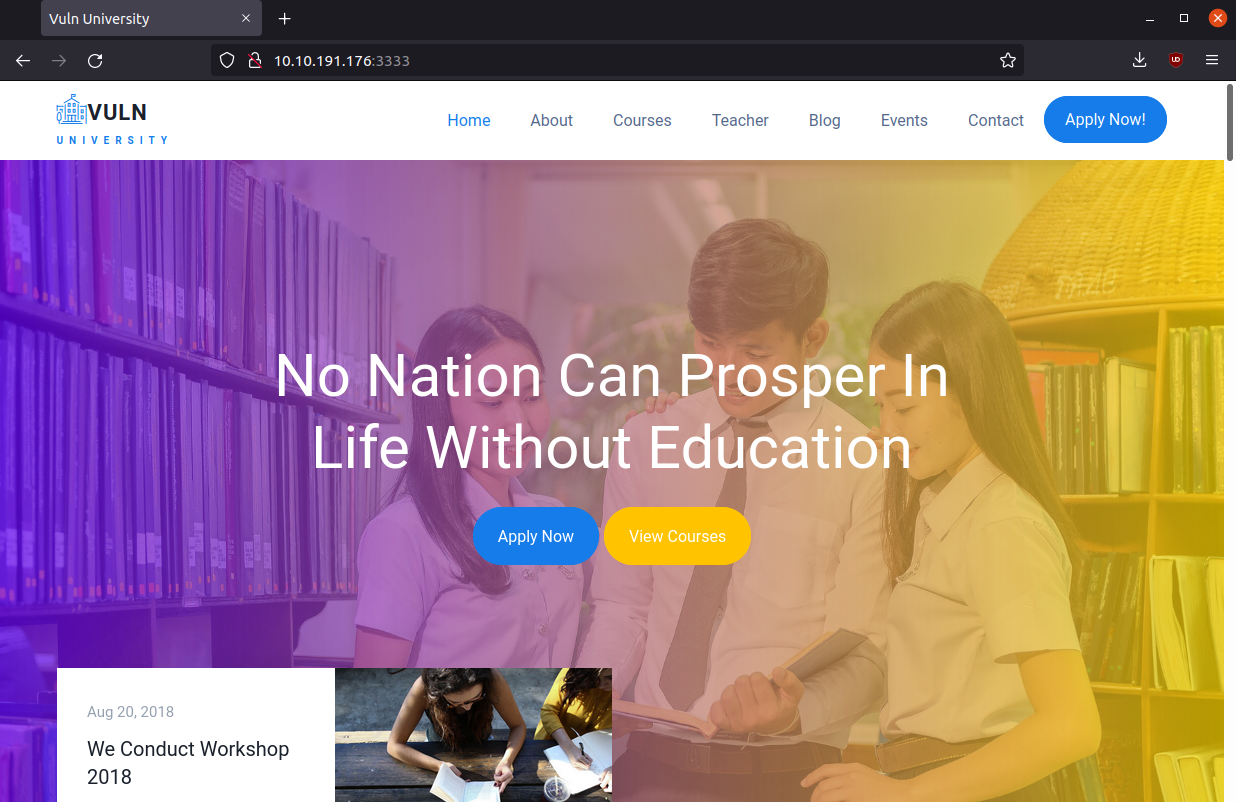 Vuln University
10.10.191.176:3333
VULN
UNIVERSITY
Home About Courses Teacher Blog Events Contact Apply Now!
No Nation Can Prosper In
Life Without Education
Apply Now View Courses
Aug 20, 2018
We Conduct Workshop
2018